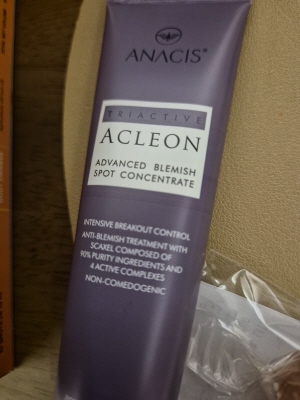 ANACIS®
TRIACTIVE
ACLEON
ADVANCED BLEMISH
SPOT CONCENTRATE
INTENSIVE BREAKOUT CONTROL
ANTI-BLEMISH TREATMENT WITH
SCAXEL COMPOSED OF
90% PURITY INGREDIENTS AND
4 ACTIVE COMPLEXES
NON-COMEDOGENIC